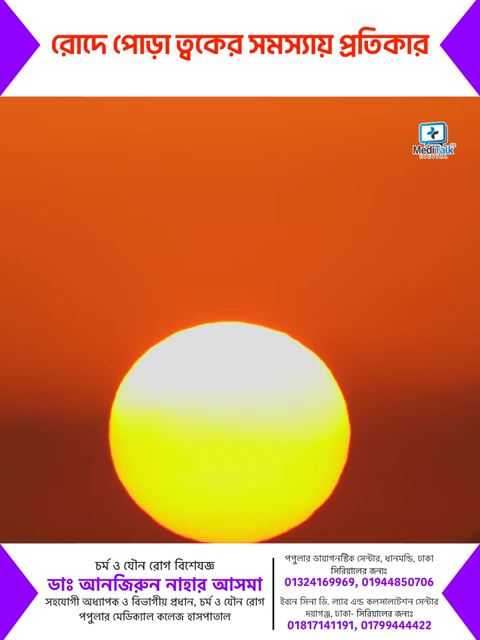 রোদে পোড়া ত্বকের সমস্যায় প্রতিকার
MediTalk
DIGITAL
চর্ম ও যৌন রোগ বিশেষজ্ঞ
ডাঃ আনজিরুন নাহার আসমা
সহযোগী অধ্যাপক ও বিভাগীয় প্রধান, চর্ম ও যৌন রোগ
পপুলার মেডিক্যাল কলেজ হাসপাতাল
পপুলার ডায়াগনস্টিক সেন্টার, ধানমন্ডি, ঢাকা
সিরিয়ালের জন্যঃ
01324169969, 01944850706
ইবনে সিনা ডি. ল্যাব এন্ড কনসালটেশন সেন্টার
দয়াগঞ্জ, ঢাকা- সিরিয়ালের জন্যঃ
01817141191, 01799444422